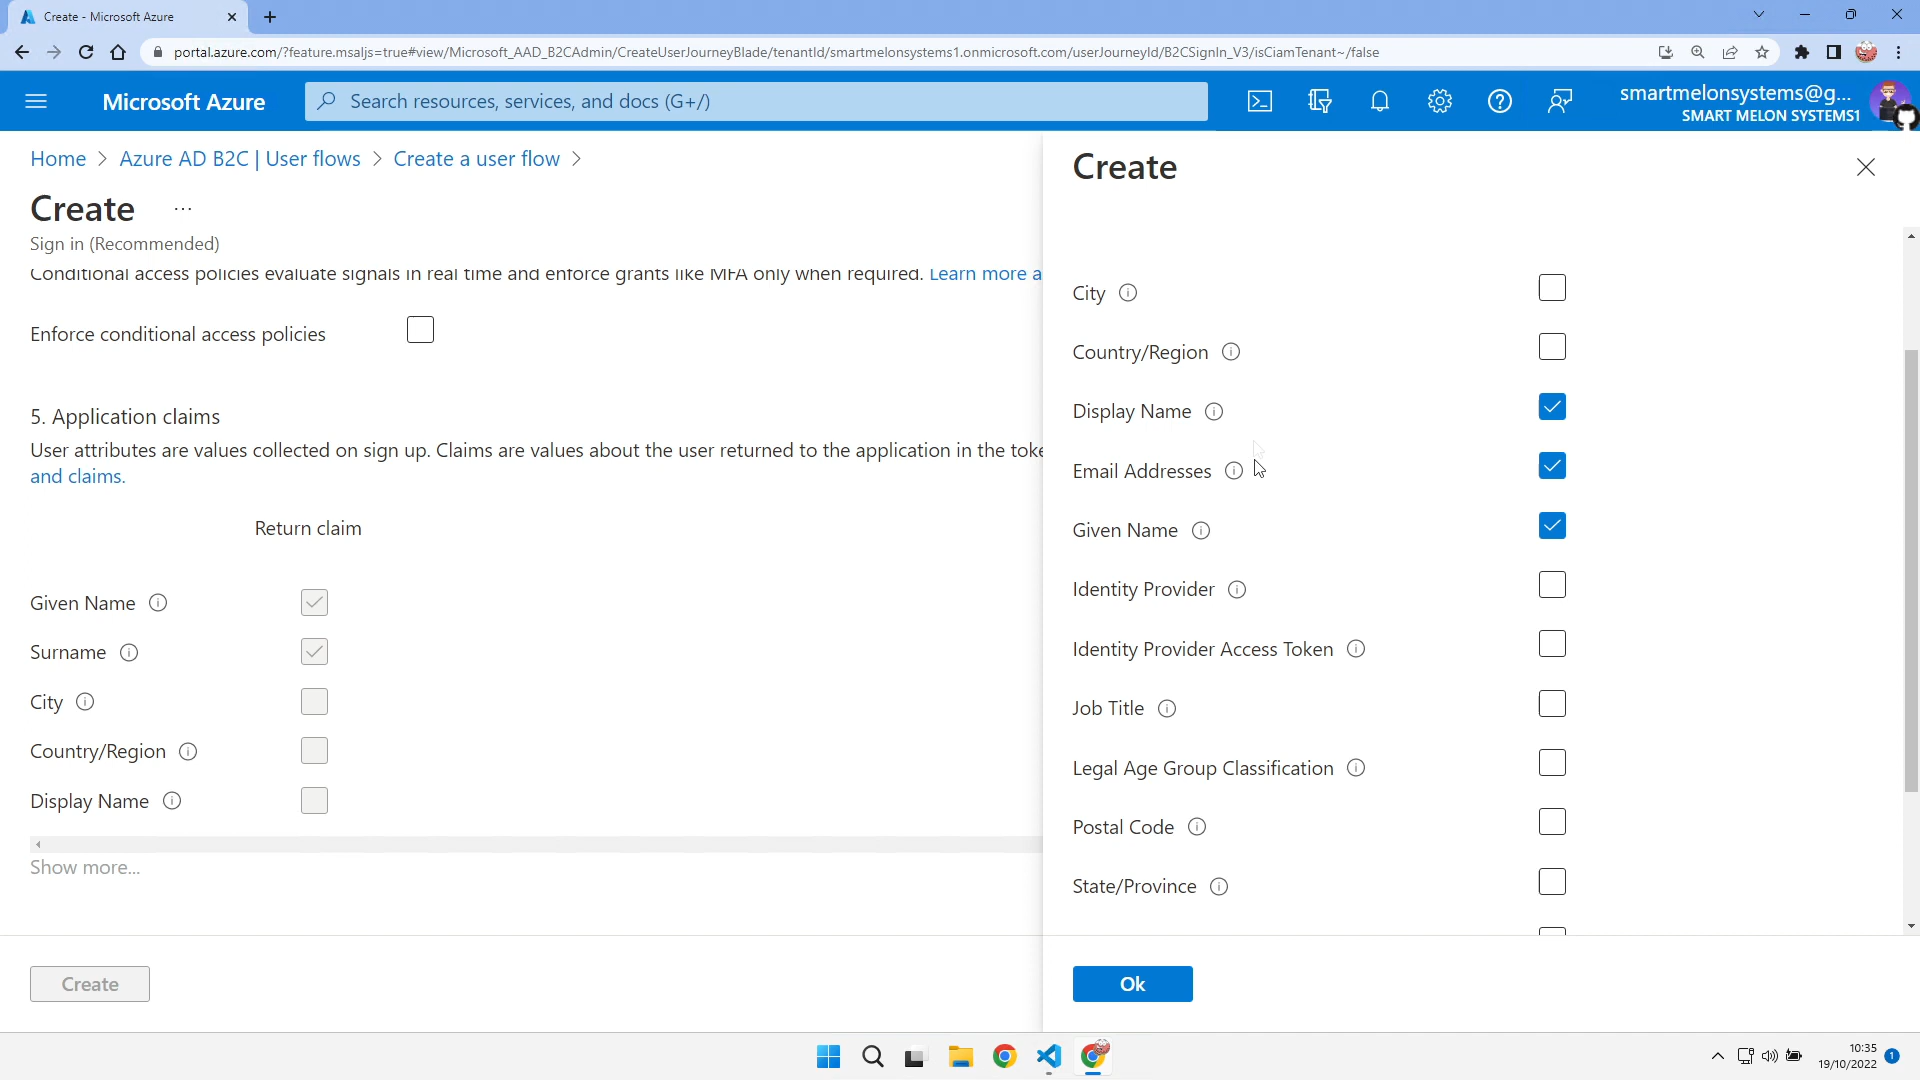 Create - Microsoft Azure
portal.azure.com/?feature.msaljs=true#view/Microsoft_AAD_B2CAdmin/CreateUserJourneyBlade/tenantId/smartmelonsystems1.onmicrosoft.com/userJourneyId/B2CSignIn_V3/isCiamTenant~/false
Microsoft Azure
Search resources, services, and docs (G+/)
smartmelonsystems@g...
SMART MELON SYSTEMS1
Home > Azure AD B2C | User flows > Create a user flow >
Create ...
Sign in (Recommended)
Conditional access policies evaluate signals in real time and enforce grants like MFA only when required. Learn more a
Enforce conditional access policies
5. Application claims
User attributes are values collected on sign up. Claims are values about the user returned to the application in the toke
and claims.
Return claim
Given Name
Surname
City
Country/Region
Display Name
Show more...
Create
Create
City
Country/Region
Display Name
Email Addresses
Given Name
Identity Provider
Identity Provider Access Token
Job Title
Legal Age Group Classification
Postal Code
State/Province
Ok
10:35
19/10/2022
1